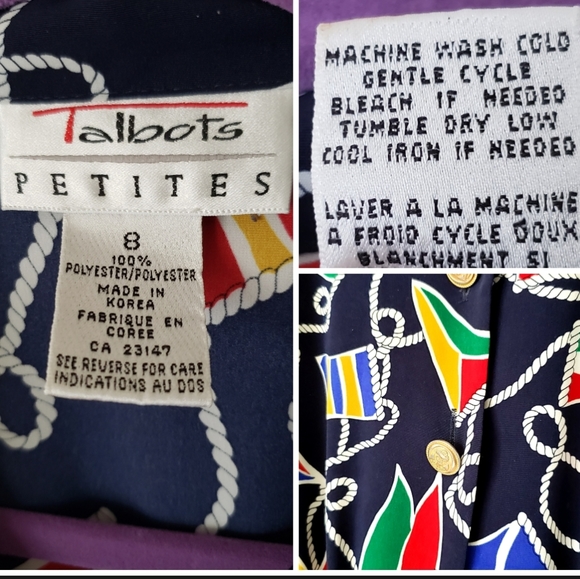 Talbots
PETITES
8
100%
POLYESTER/POLYESTER
MADE IN
KOREA
FABRIQUE EN
COREE
CA 23147
SEE REVERSE FOR CARE
INDICATIONS AU DOS
MACHINE WASH COLD
GENTLE CYCLE
BLEACH IF NEEDED
TUMBLE DRY LOW
COOL IRON IF NEEDED
LAVER A LA MACHINE
A FROID CYCLE DOUX
BLANCHMENT SI